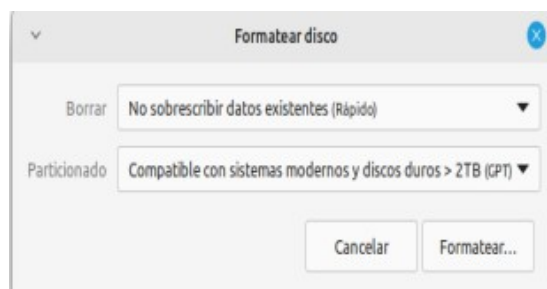 Formatear disco
Borrar No sobrescribir datos existentes (Rápido)
Particionado Compatible con sistemas modernos y discos duros > 2TB (GPT)
Cancelar Formatear...